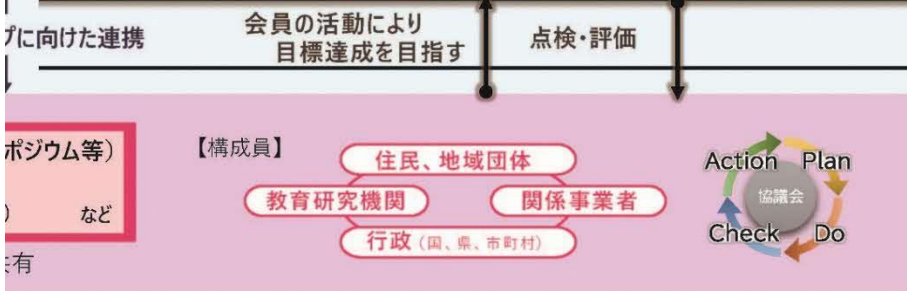 プに向けた連携
会員の活動により
目標達成を目指す
点検・評価
ポジウム等）
） など
共有
【構成員】
住民、地域団体
教育研究機関
関係事業者
行政（国、県、市町村）
Action Plan
協議会
Check Do